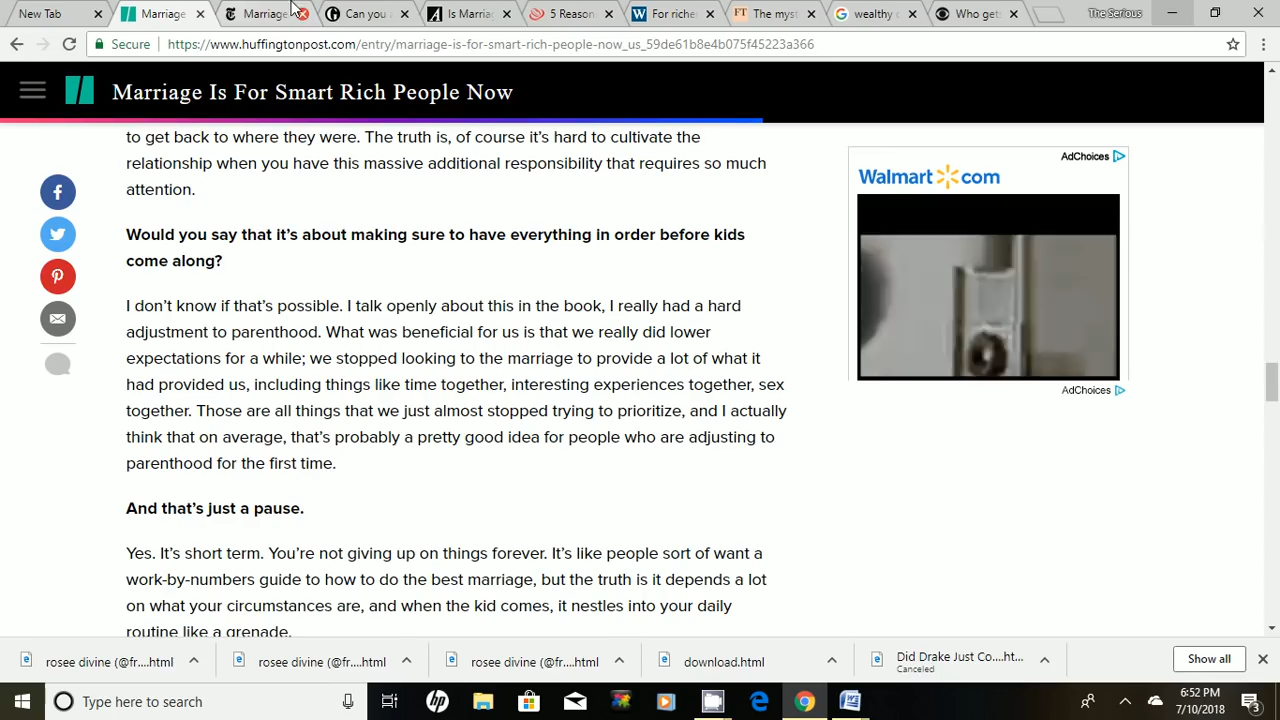 New Tab
Marriage
Marriage
Can you
Is Marria
5 Reason
For riche
The myst
wealthy c
Who get
The Serious
Secure
https://www.huffingtonpost.com/entry/marriage-is-for-smart-rich-people-now_us_59de61b8e4b075f45223a366
Marriage Is For Smart Rich People Now
to get back to where they were. The truth is, of course it's hard to cultivate the
relationship when you have this massive additional responsibility that requires so much
attention.
Would you say that it's about making sure to have everything in order before kids
come along?
I don't know if that's possible. I talk openly about this in the book, I really had a hard
adjustment to parenthood. What was beneficial for us is that we really did lower
expectations for a while; we stopped looking to the marriage to provide a lot of what it
had provided us, including things like time together, interesting experiences together, sex
together. Those are all things that we just almost stopped trying to prioritize, and I actually
think that on average, that's probably a pretty good idea for people who are adjusting to
parenthood for the first time.
And that's just a pause.
Yes. It's short term. You're not giving up on things forever. It's like people sort of want a
work-by-numbers guide to how to do the best marriage, but the truth is it depends a lot
on what your circumstances are, and when the kid comes, it nestles into your daily
routine like a grenade.
AdChoices
Walmart.com
AdChoices
rosee divine (@fr....html
rosee divine (@fr....html
rosee divine (@fr....html
download.html
Did Drake Just Co....ht...
Canceled
Show all
Type here to search
6:52 PM
7/10/2018
3